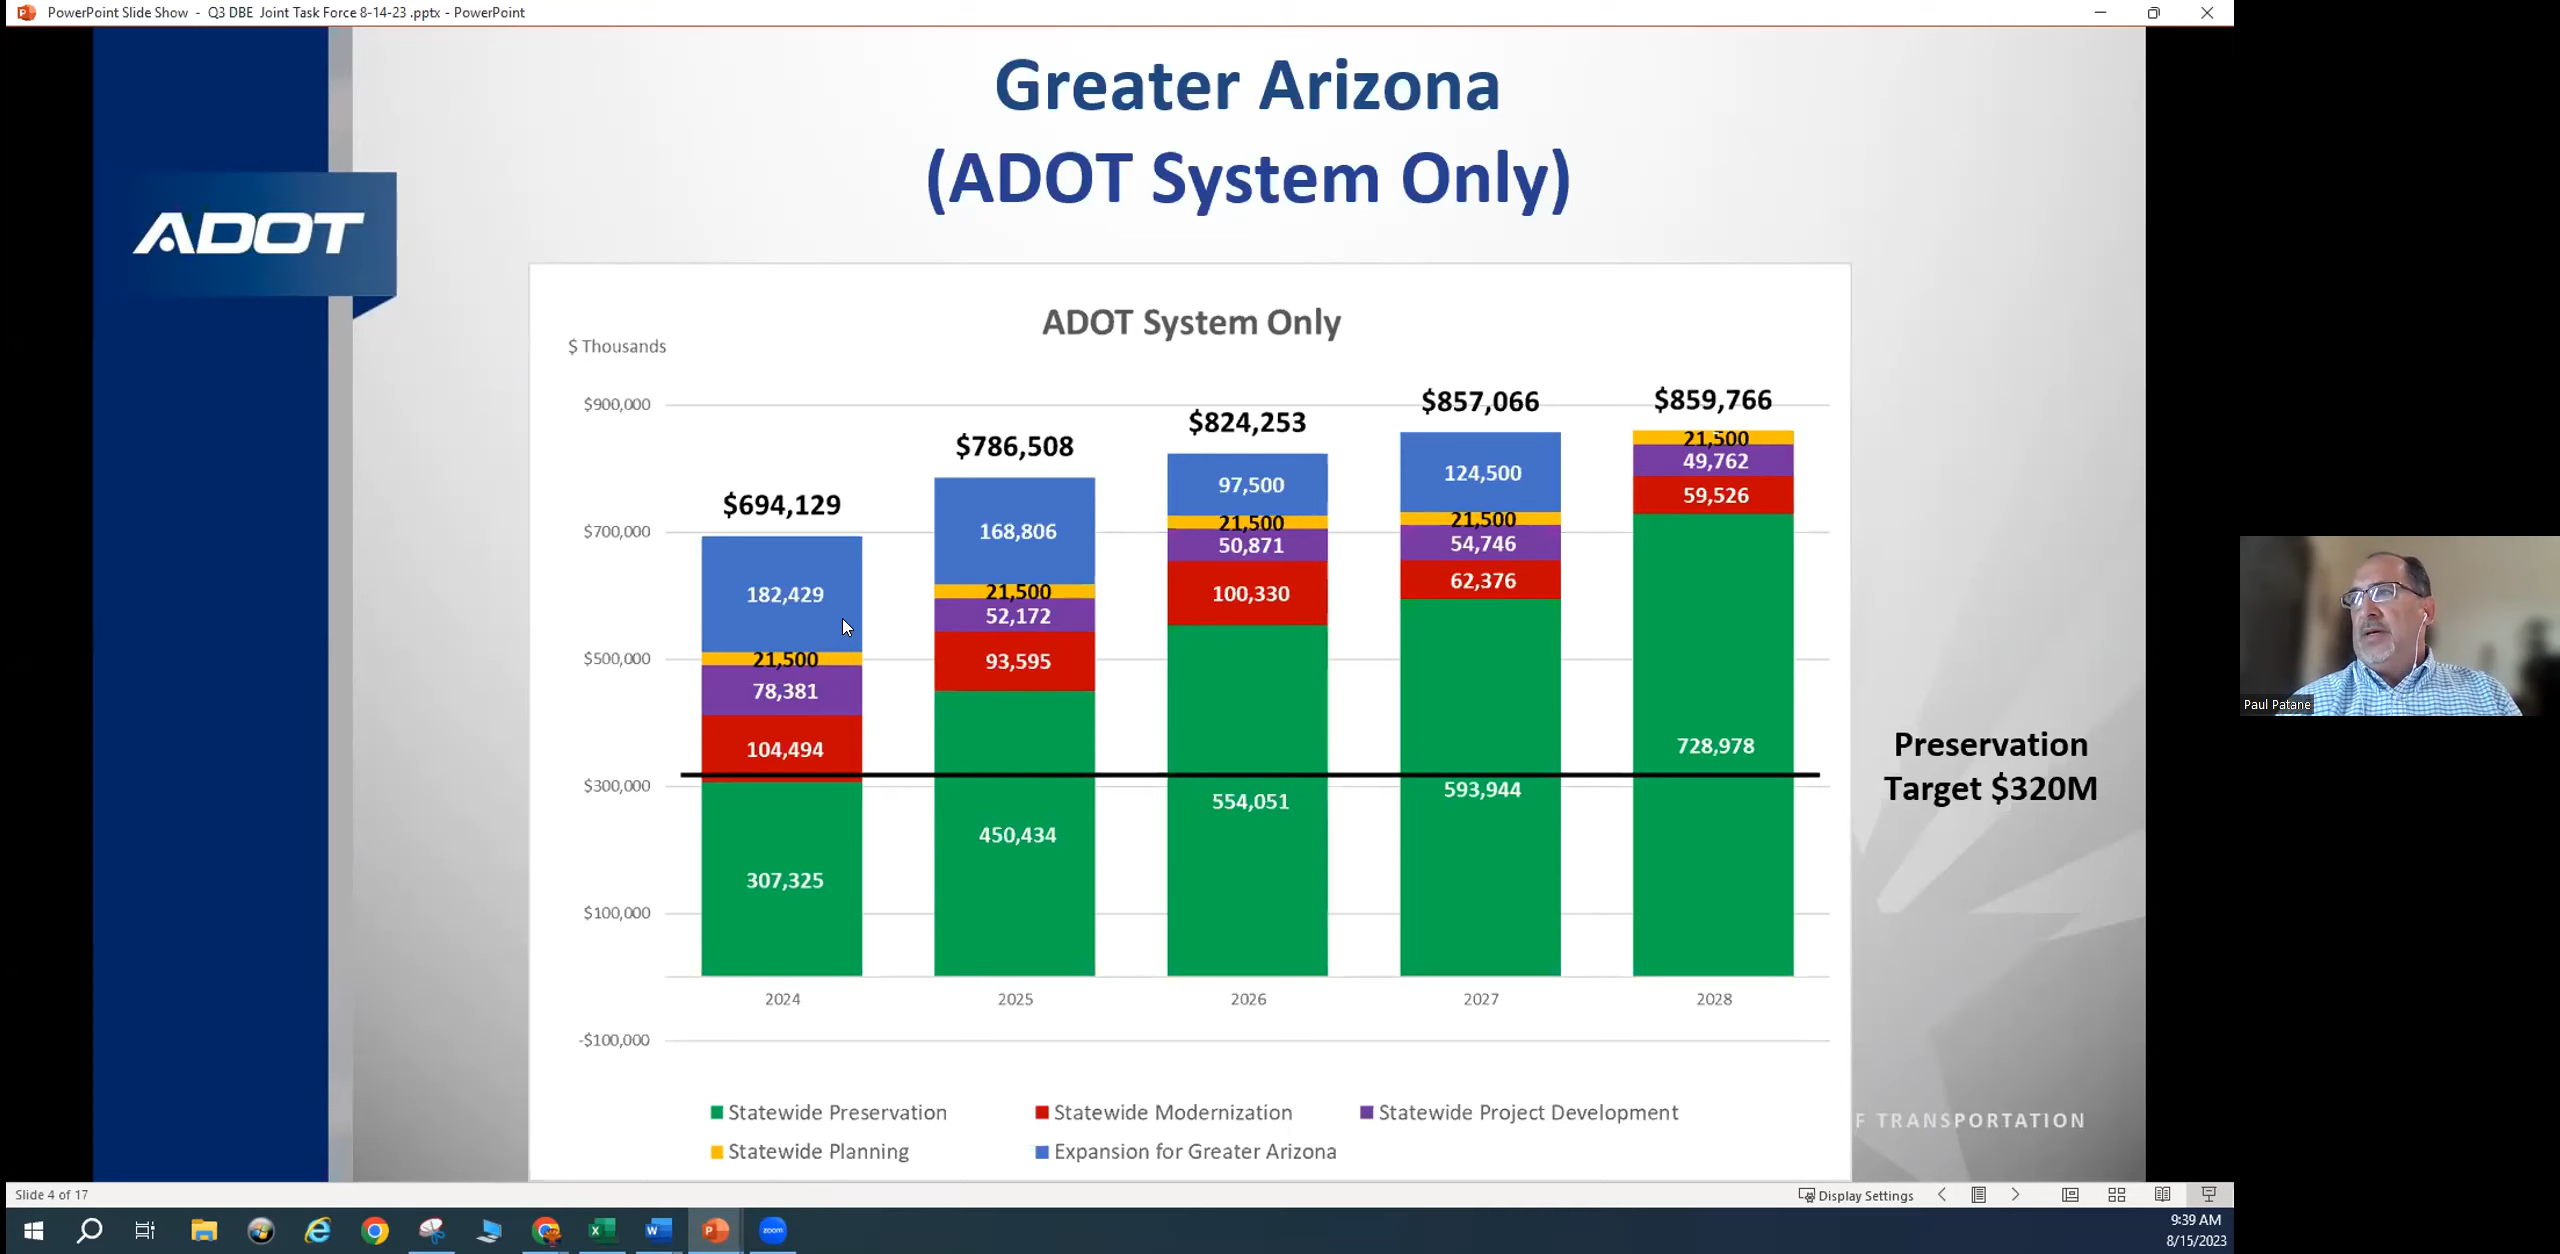 PowerPoint Slide Show - Q3 DBE Joint Task Force 8-14-23 .pptx - PowerPoint
Greater Arizona
(ADOT System Only)
ADOT
ADOT System Only
$ Thousands
$900,000
$700,000
$500,000
$300,000
$100,000
-$100,000
$694,129
182,429
21,500
78,381
104,494
307,325
2024
$786,508
168,806
21,500
52,172
93,595
450,434
2025
$824,253
97,500
21,500
50,871
100,330
554,051
2026
$857,066
124,500
21,500
54,746
62,376
593,944
2027
$859,766
21,500
49,762
59,526
728,978
2028
Preservation
Target $320M
Statewide Preservation
Statewide Modernization
Statewide Project Development
Statewide Planning
Expansion for Greater Arizona
F TRANSPORTATION
Paul Patane
Slide 4 of 17
Display Settings
zoom
9:39 AM
8/15/2023